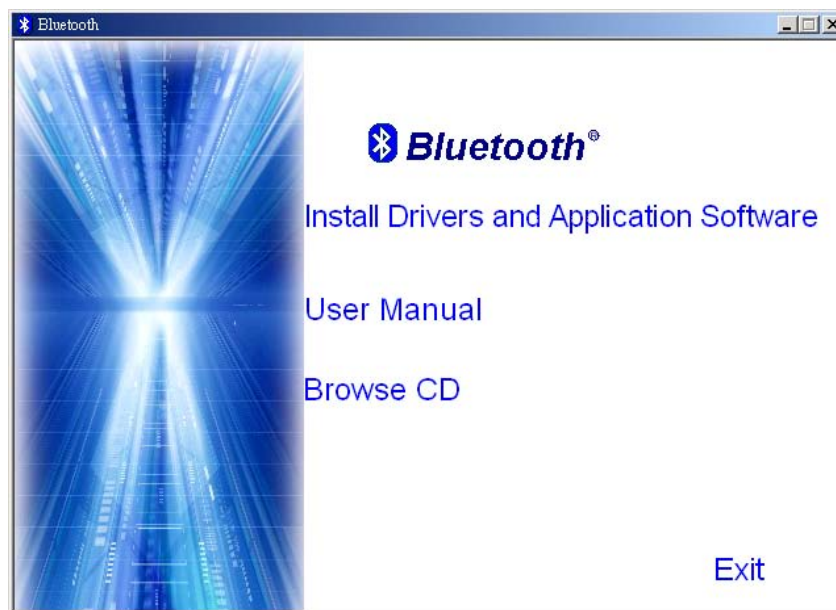 Bluetooth
Bluetooth®
Install Drivers and Application Software
User Manual
Browse CD
Exit